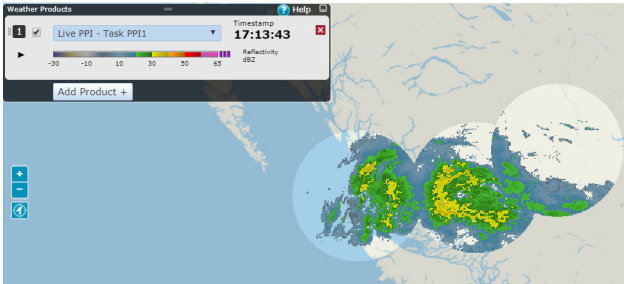 Weather Products
? Help
Timestamp
1 Live PPI - Task PPI1 17:13:43
-30 -10 10 30 50 65
Reflectivity
dBZ
Add Product +
+
−